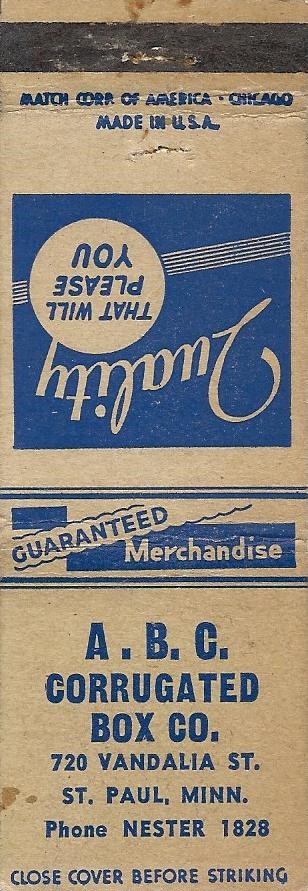 MATCH CORP. OF AMERICA · CHICAGO
MADE IN U.S.A.
Quality
THAT WILL
PLEASE
YOU
GUARANTEED
Merchandise
A. B. C.
CORRUGATED
BOX CO.
720 VANDALIA ST.
ST. PAUL, MINN.
Phone NESTER 1828
CLOSE COVER BEFORE STRIKING